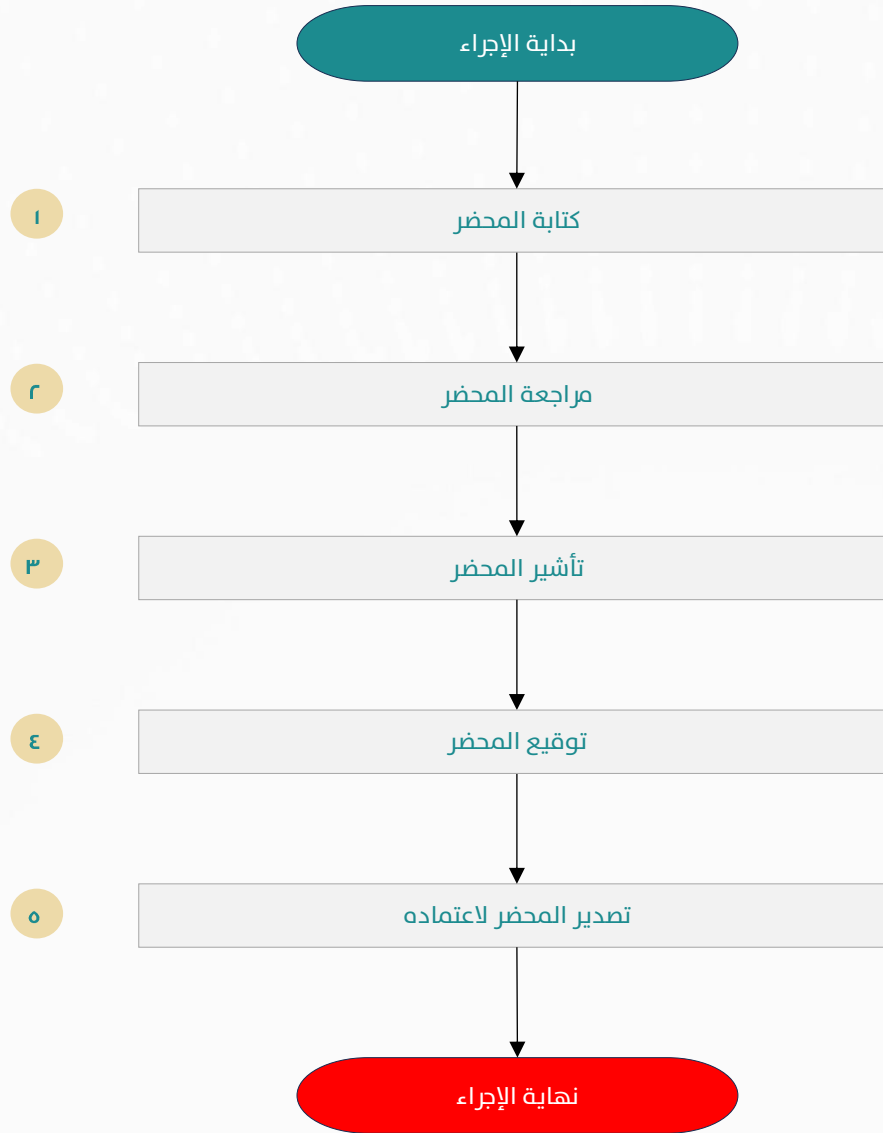 بداية الإجراء
١
كتابة المحضر
٢
مراجعة المحضر
٣
تأشير المحضر
٤
توقيع المحضر
٥
تصدير المحضر لاعتماده
نهاية الإجراء